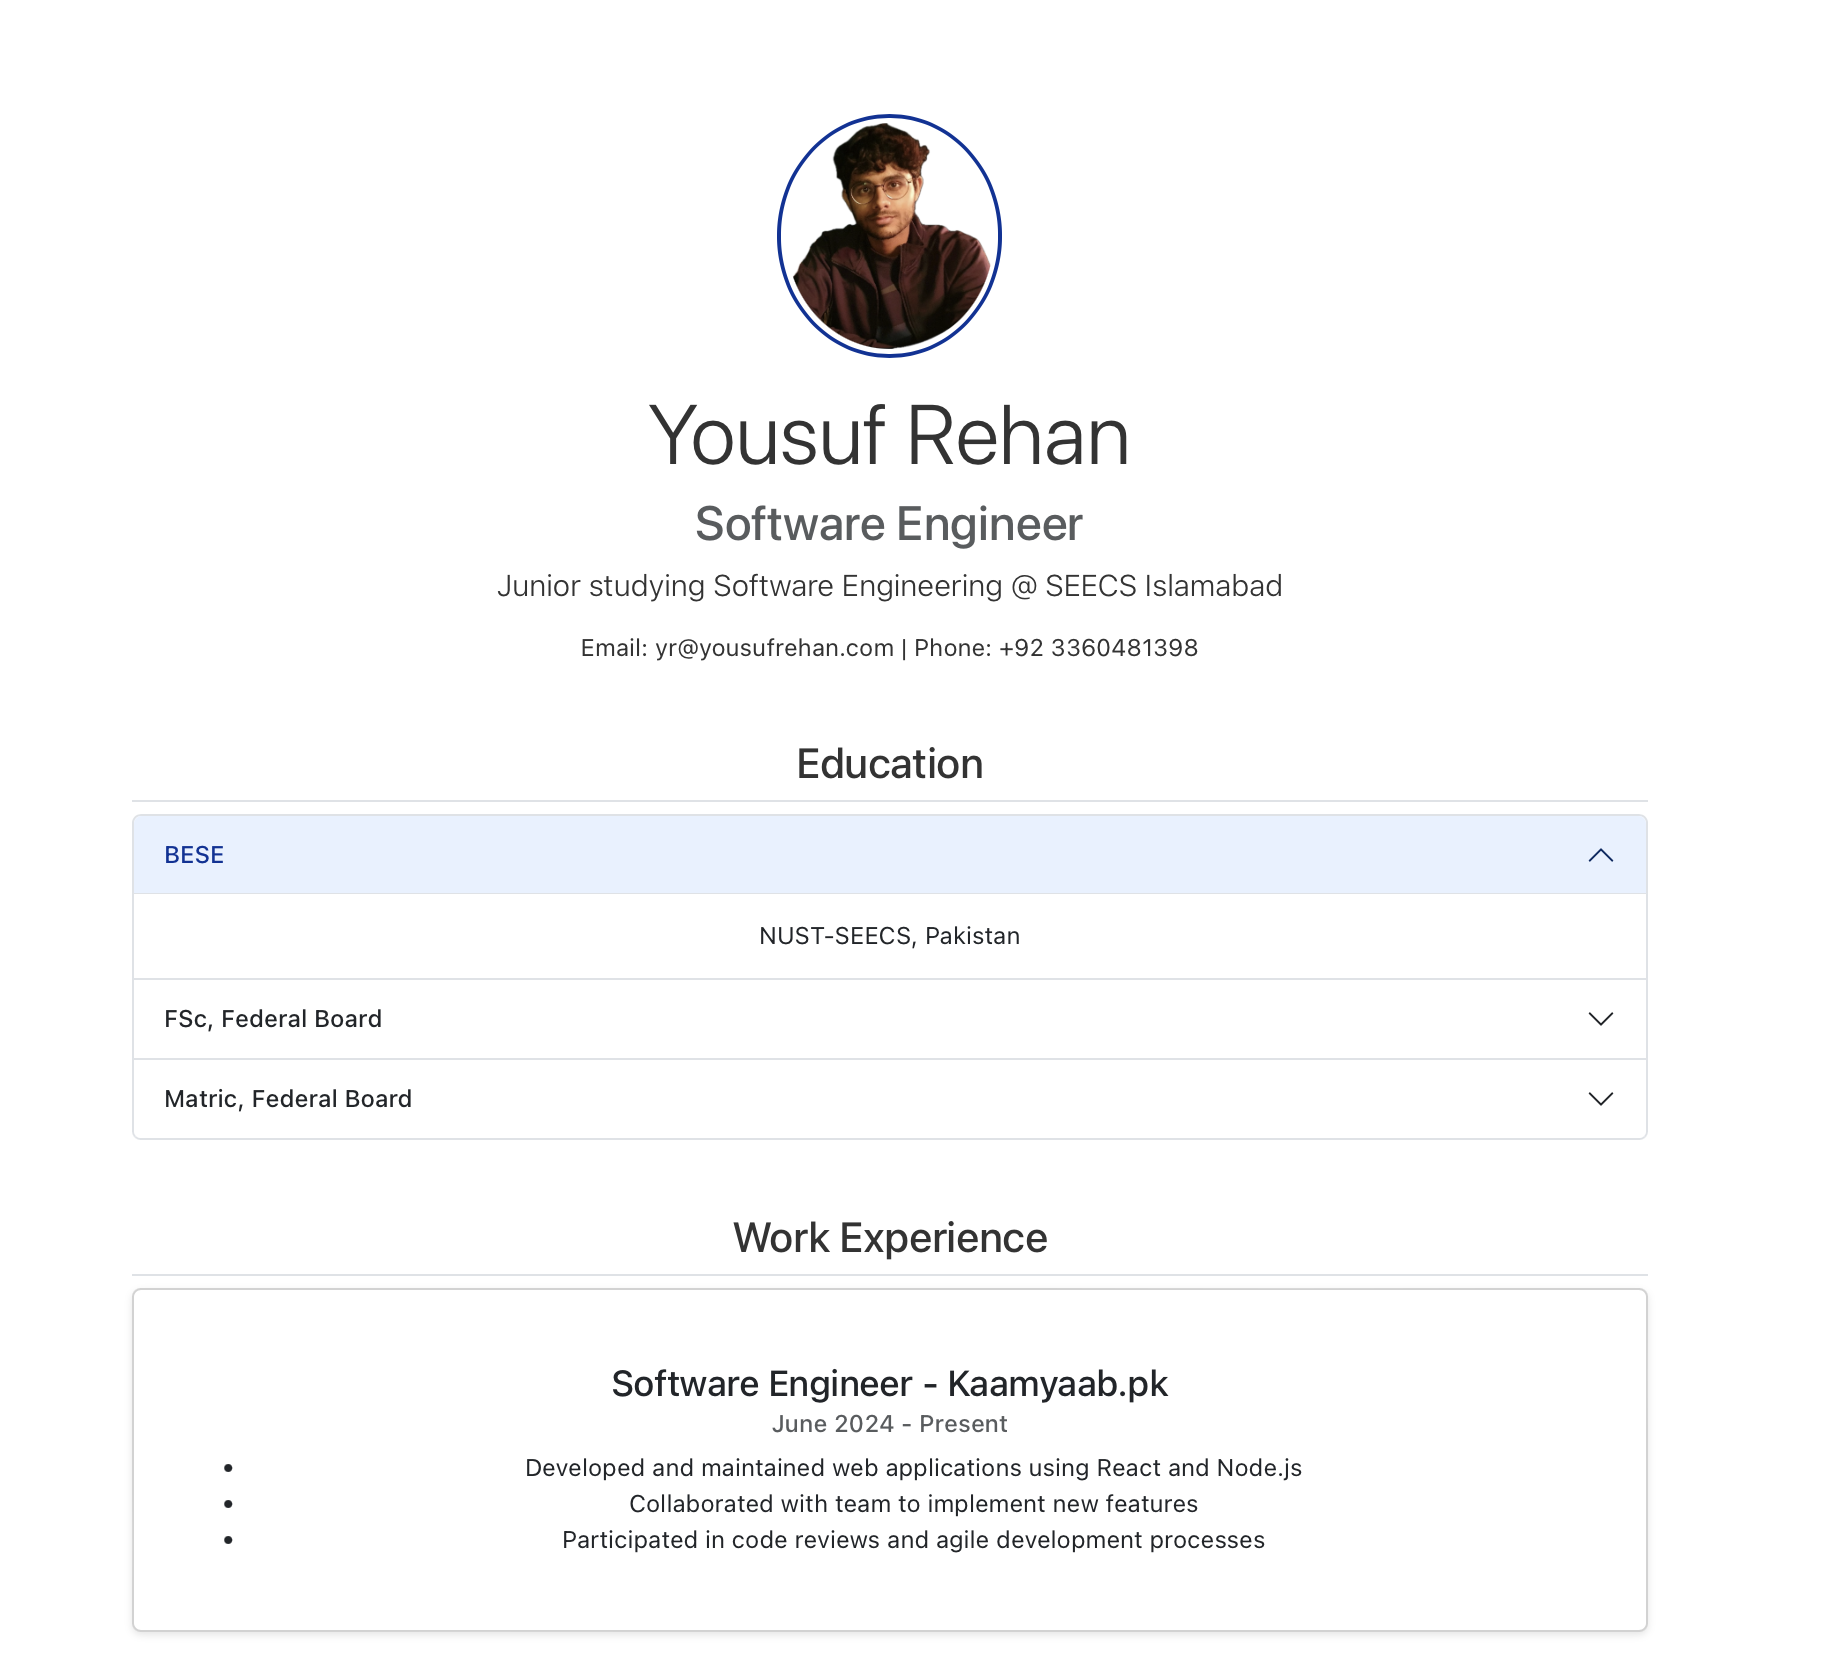 Yousuf Rehan
Software Engineer
Junior studying Software Engineering @ SEECS Islamabad
Email: yr@yousufrehan.com | Phone: +92 3360481398
Education
BESE
NUST-SEECS, Pakistan
FSc, Federal Board
Matric, Federal Board
Work Experience
Software Engineer - Kaamyaab.pk
June 2024 - Present
• Developed and maintained web applications using React and Node.js
• Collaborated with team to implement new features
• Participated in code reviews and agile development processes